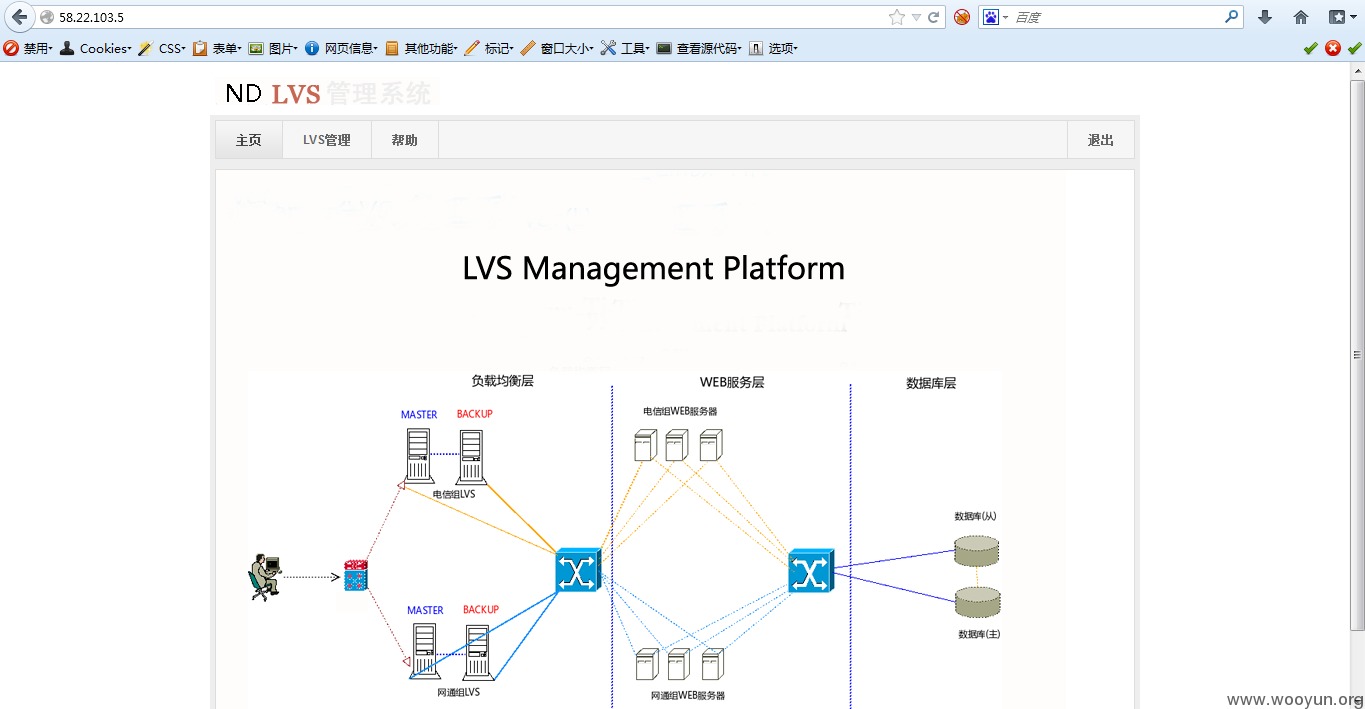 58.22.103.5
百度
禁用 Cookies CSS 表单 图片 网页信息 其他功能 标记 窗口大小 工具 查看源代码 选项
ND LVS 管理系统
主页 LVS管理 帮助 退出
LVS Management Platform
负载均衡层 WEB服务层 数据库层
MASTER BACKUP
电信组WEB服务器
电信组LVS
数据库(从)
MASTER BACKUP
数据库(主)
网通组LVS
网通组WEB服务器
www.wooyun.org